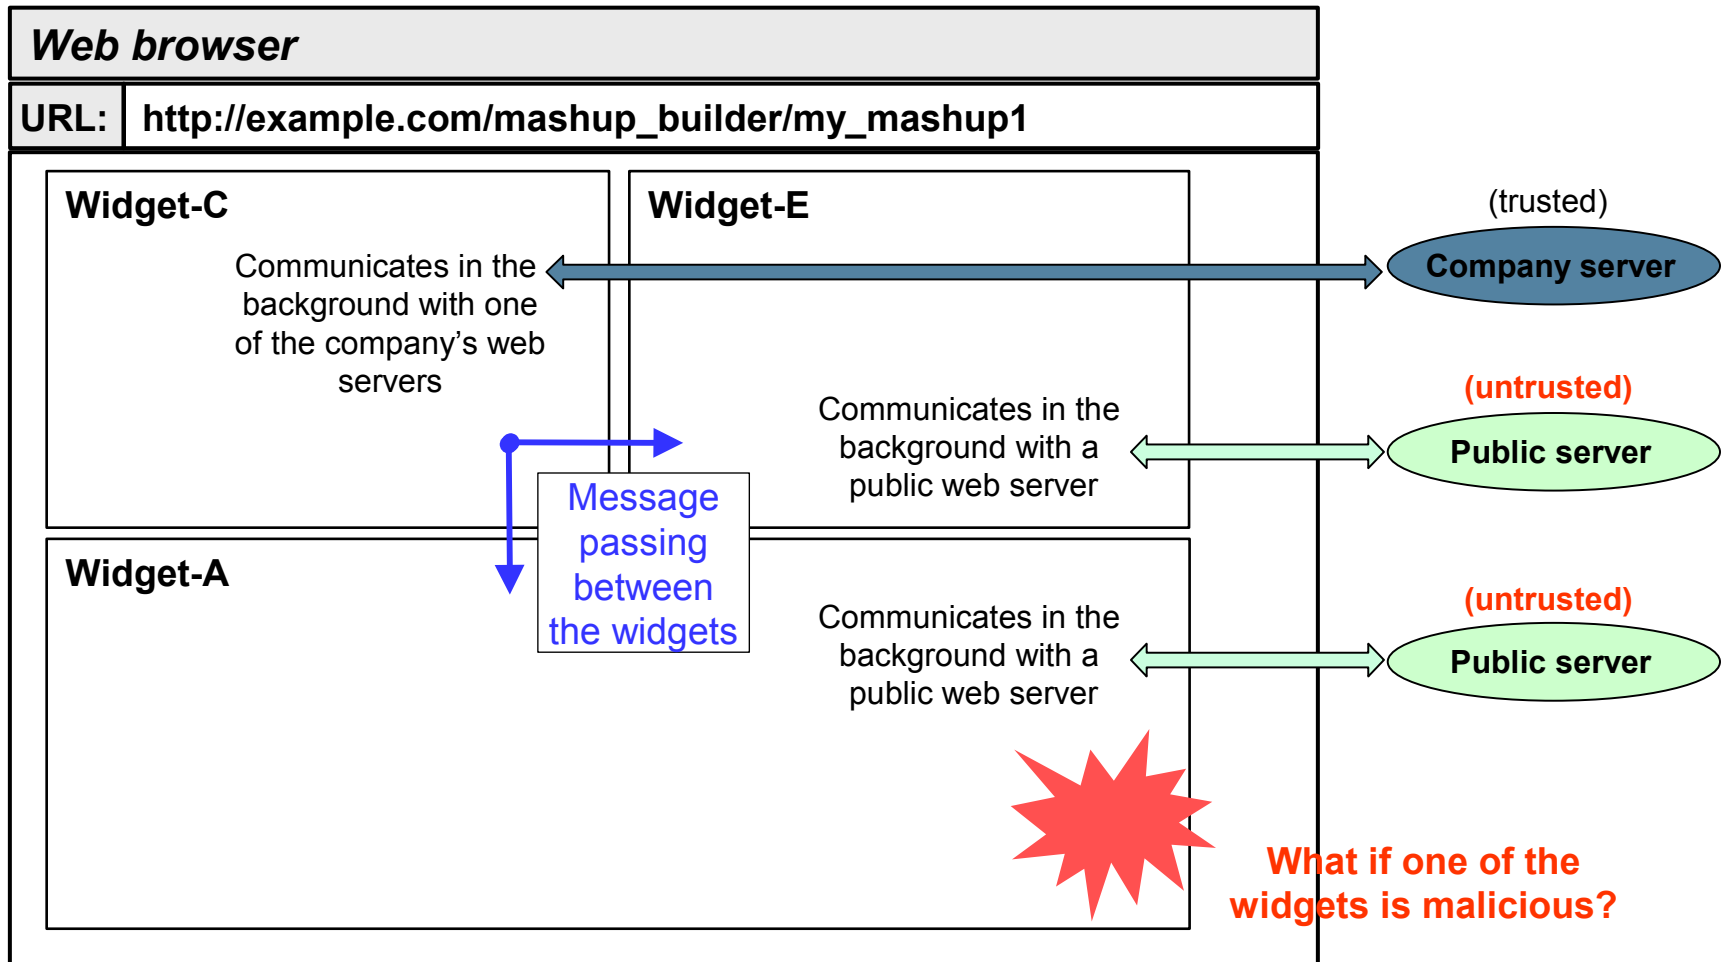 Web browser
URL:
http://example.com/mashup_builder/my_mashup1
Widget-C
Communicates in the
background with one
of the company’s web
servers
Widget-E
Communicates in the
background with a
public web server
Message
passing
between
the widgets
Widget-A
Communicates in the
background with a
public web server
(trusted)
Company server
(untrusted)
Public server
(untrusted)
Public server
What if one of the
widgets is malicious?